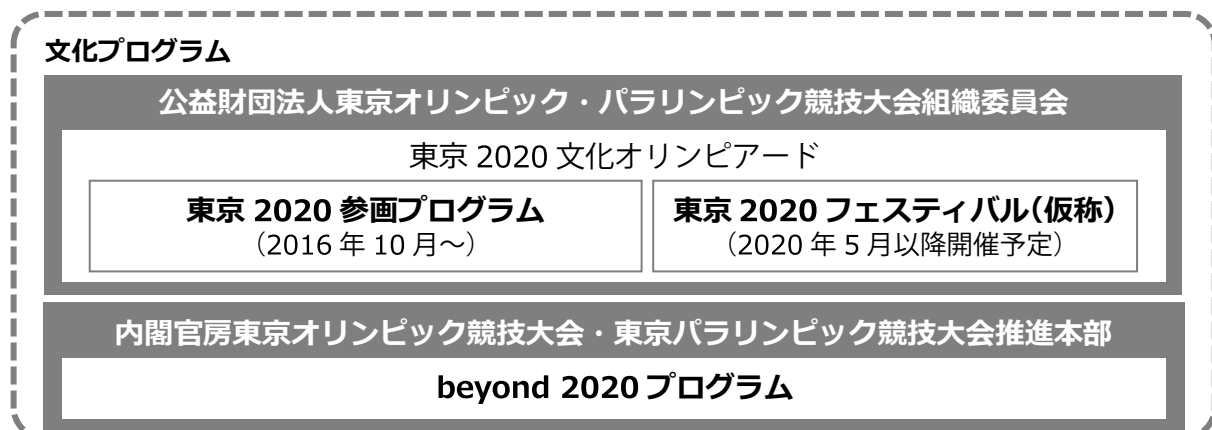 文化プログラム
公益財団法人東京オリンピック・パラリンピック競技大会組織委員会
東京 2020 文化オリンピアード
東京 2020 参画プログラム
（2016 年 10 月～）
東京 2020 フェスティバル（仮称）
（2020 年 5 月以降開催予定）
内閣官房東京オリンピック競技大会・東京パラリンピック競技大会推進本部
beyond 2020 プログラム